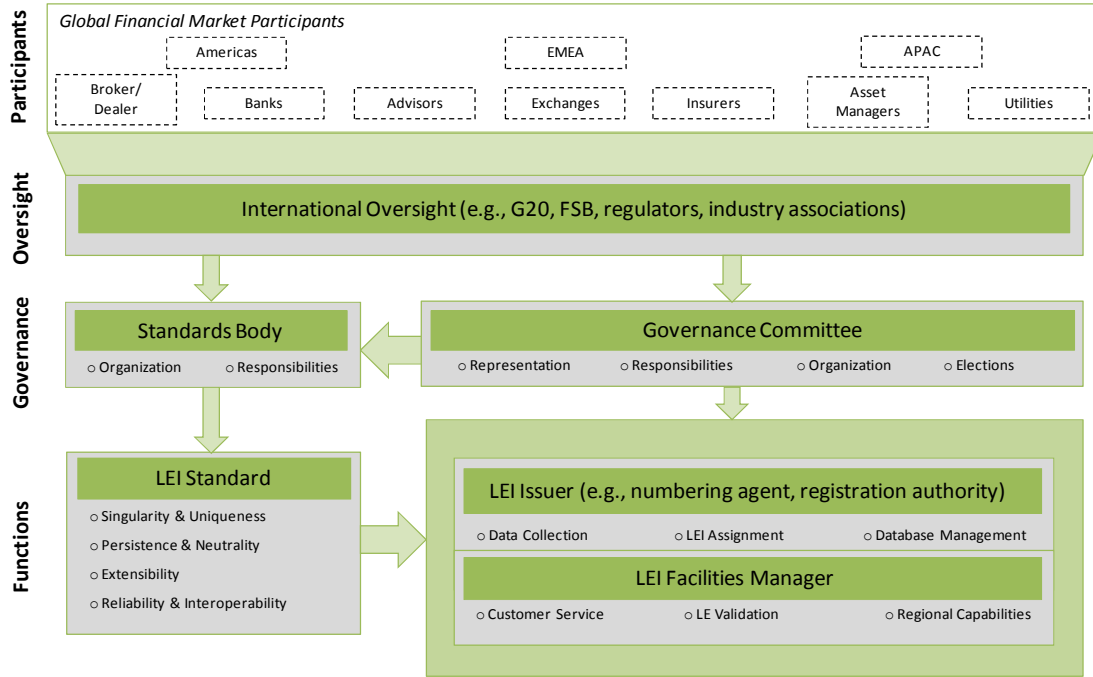 Participants
Global Financial Market Participants
Americas
EMEA
APAC
Broker/
Dealer
Banks
Advisors
Exchanges
Insurers
Asset
Managers
Utilities
Oversight
International Oversight (e.g., G20, FSB, regulators, industry associations)
Governance
Standards Body
○ Organization ○ Responsibilities
Governance Committee
○ Representation ○ Responsibilities ○ Organization ○ Elections
Functions
LEI Standard
○ Singularity & Uniqueness
○ Persistence & Neutrality
○ Extensibility
○ Reliability & Interoperability
LEI Issuer (e.g., numbering agent, registration authority)
○ Data Collection ○ LEI Assignment ○ Database Management
LEI Facilities Manager
○ Customer Service ○ LE Validation ○ Regional Capabilities